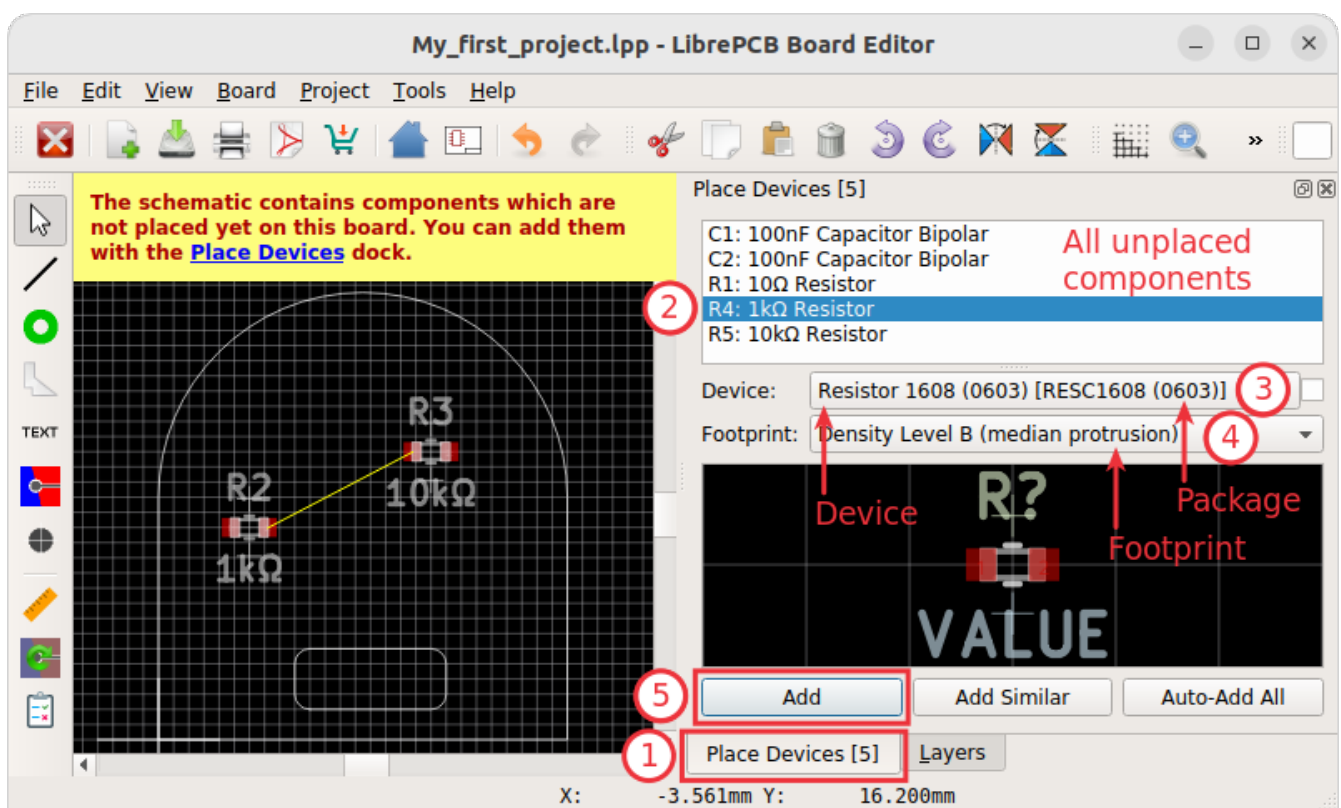 My_first_project.lpp - LibrePCB Board Editor
File Edit View Board Project Tools Help
»
The schematic contains components which are
not placed yet on this board. You can add them
with the Place Devices dock.
TEXT
R3
10kΩ
R2
1kΩ
Place Devices [5]
C1: 100nF Capacitor Bipolar
C2: 100nF Capacitor Bipolar
R1: 10Ω Resistor
R4: 1kΩ Resistor
R5: 10kΩ Resistor
All unplaced
components
2
Device: Resistor 1608 (0603) [RESC1608 (0603)] 3
Footprint: Density Level B (median protrusion) 4
R?
Device
Package
Footprint
VALUE
5 Add Add Similar Auto-Add All
1 Place Devices [5] Layers
X: -3.561mm Y: 16.200mm